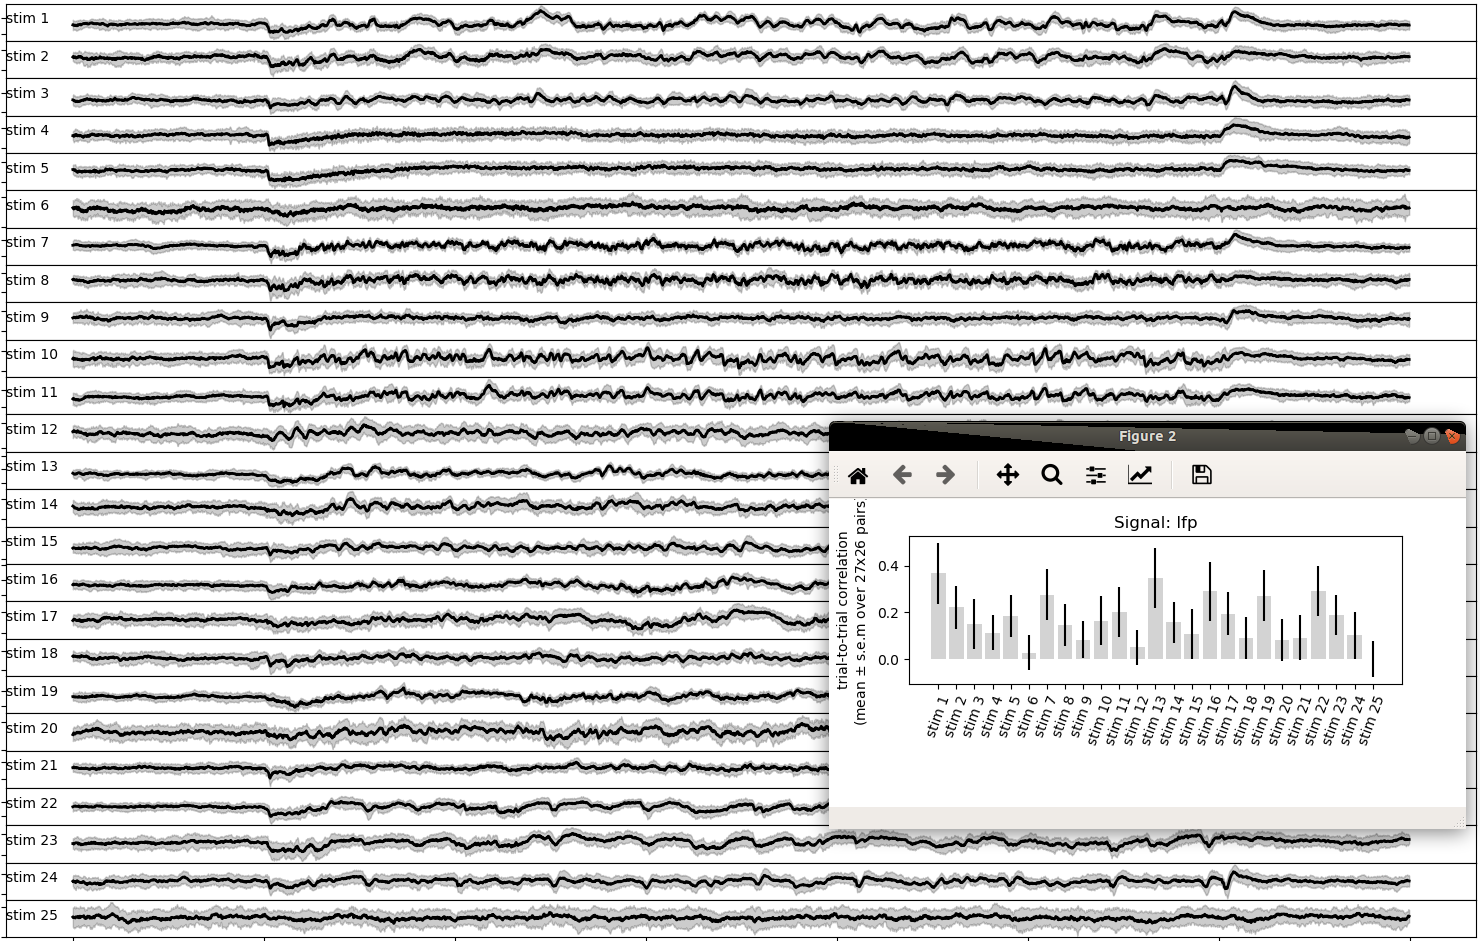 stim 1
stim 2
stim 3
stim 4
stim 5
stim 6
stim 7
stim 8
stim 9
stim 10
stim 11
stim 12
stim 13
stim 14
stim 15
stim 16
stim 17
stim 18
stim 19
stim 20
stim 21
stim 22
stim 23
stim 24
stim 25
Figure 2
Signal: lfp
trial-to-trial correlation
(mean ± s.e.m over 27x26 pairs)
0.4
0.2
0.0
stim 1
stim 2
stim 3
stim 4
stim 5
stim 6
stim 7
stim 8
stim 9
stim 10
stim 11
stim 12
stim 13
stim 14
stim 15
stim 16
stim 17
stim 18
stim 19
stim 20
stim 21
stim 22
stim 23
stim 24
stim 25